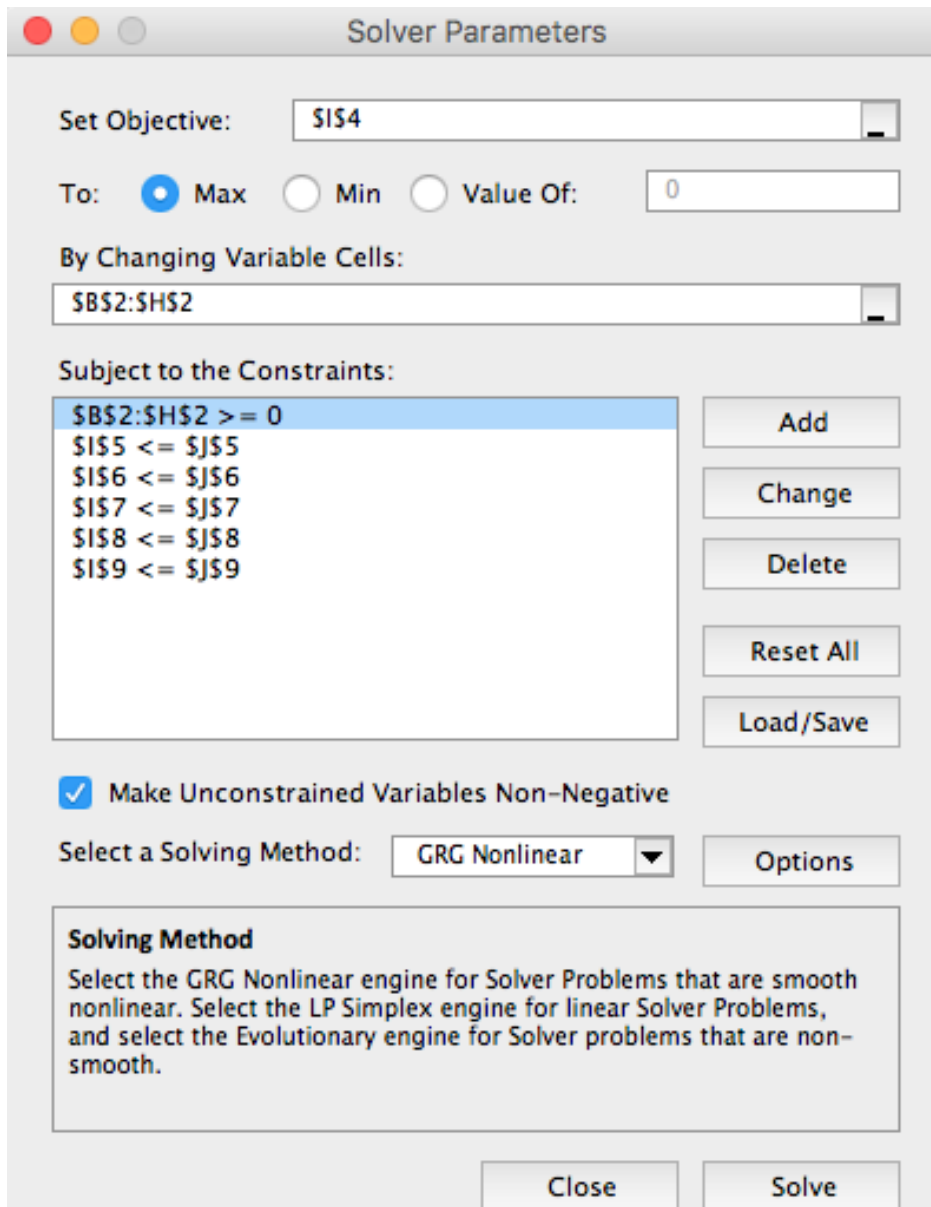 Solver Parameters
Set Objective: $I$4
To: Max Min Value Of: 0
By Changing Variable Cells:
$B$2:$H$2
Subject to the Constraints:
$B$2:$H$2 >= 0
$I$5 <= $J$5
$I$6 <= $J$6
$I$7 <= $J$7
$I$8 <= $J$8
$I$9 <= $J$9
Add
Change
Delete
Reset All
Load/Save
Make Unconstrained Variables Non-Negative
Select a Solving Method: GRG Nonlinear Options
Solving Method
Select the GRG Nonlinear engine for Solver Problems that are smooth
nonlinear. Select the LP Simplex engine for linear Solver Problems,
and select the Evolutionary engine for Solver problems that are non-
smooth.
Close Solve